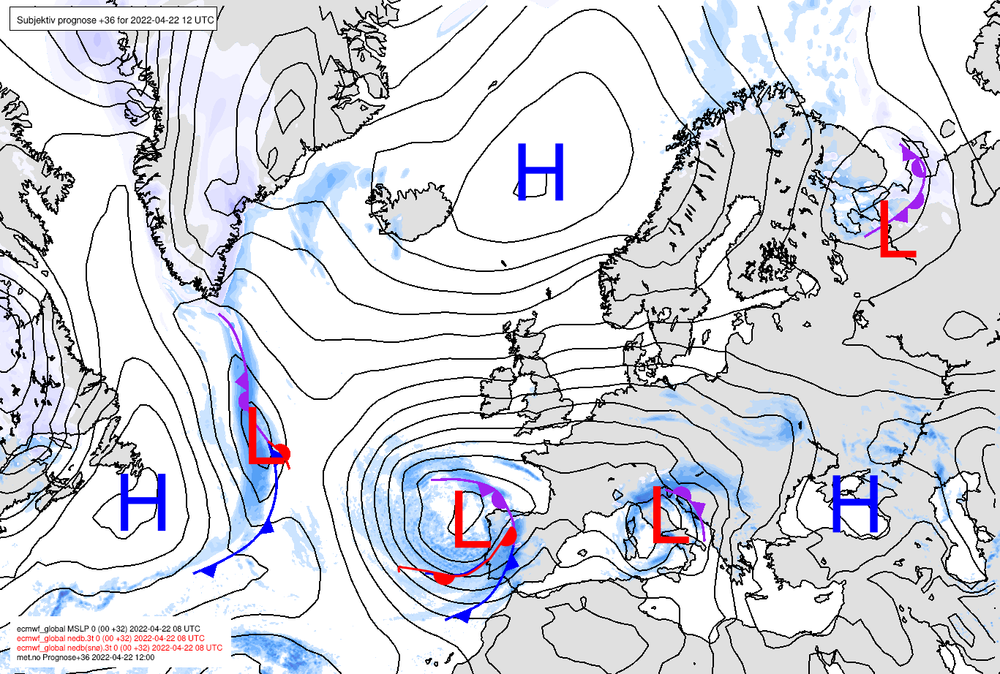 Subjektiv prognose +36 for 2022-04-22 12 UTC
H
L
L
H
L
L
H
ecmwf_global MSLP 0 (00 +32) 2022-04-22 08 UTC
ecmwf_global nedb.3t 0 (00 +32) 2022-04-22 08 UTC
ecmwf_global nedb(snø).3t 0 (00 +32) 2022-04-22 08 UTC
met.no Prognose+36 2022-04-22 12:00